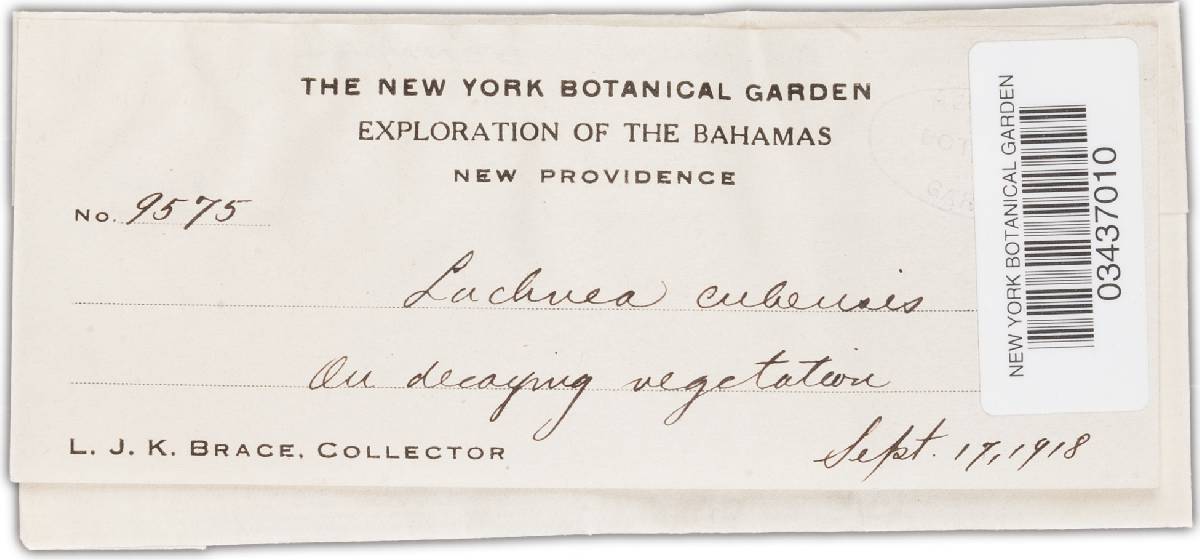 THE NEW YORK BOTANICAL GARDEN
EXPLORATION OF THE BAHAMAS
NEW PROVIDENCE
No. 9575
Lachnea cubensis
On decaying vegetation
L. J. K. BRACE, COLLECTOR
Sept. 17, 1918
NEW YORK BOTANICAL GARDEN
03437010